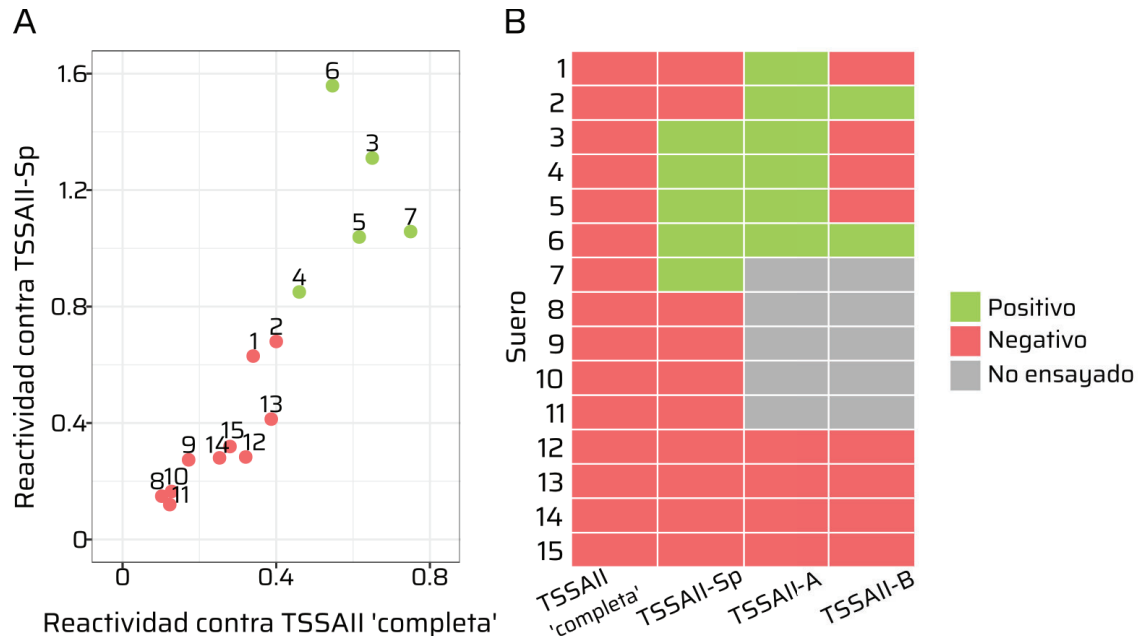 A
Reactividad contra TSSAII-Sp
1.6
1.2
0.8
0.4
0
6
3
5
7
4
1
2
13
15
14
12
9
8
10
11
0
0.4
0.8
Reactividad contra TSSAII 'completa'
B
Suero
1
2
3
4
5
6
7
8
9
10
11
12
13
14
15
TSSAII
'completa'
TSSAII-Sp
TSSAII-A
TSSAII-B
Positivo
Negativo
No ensayado